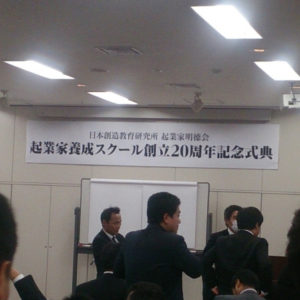 日本創造教育研究所 起業家明徳会
起業家養成スクール創立20周年記念式典